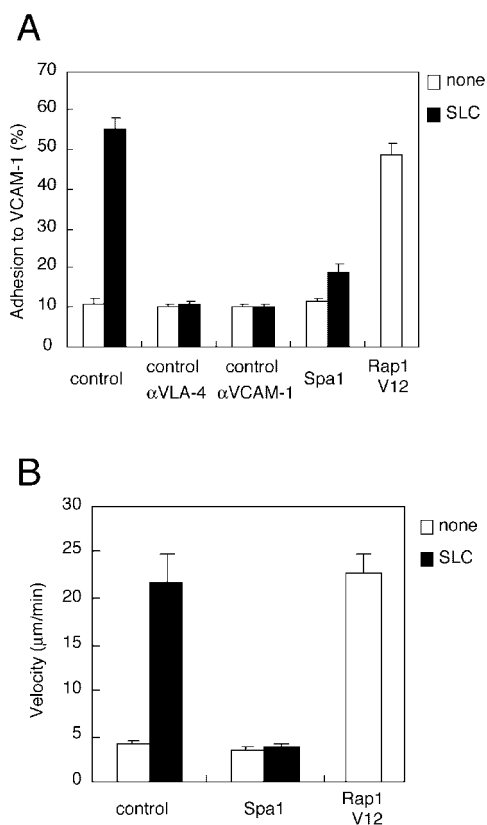 A
Adhesion to VCAM-1 (%)
70
60
50
40
30
20
10
0
none
SLC
control
control
αVLA-4
control
αVCAM-1
Spa1
Rap1
V12
B
Velocity (μm/min)
30
25
20
15
10
5
0
none
SLC
control
Spa1
Rap1
V12